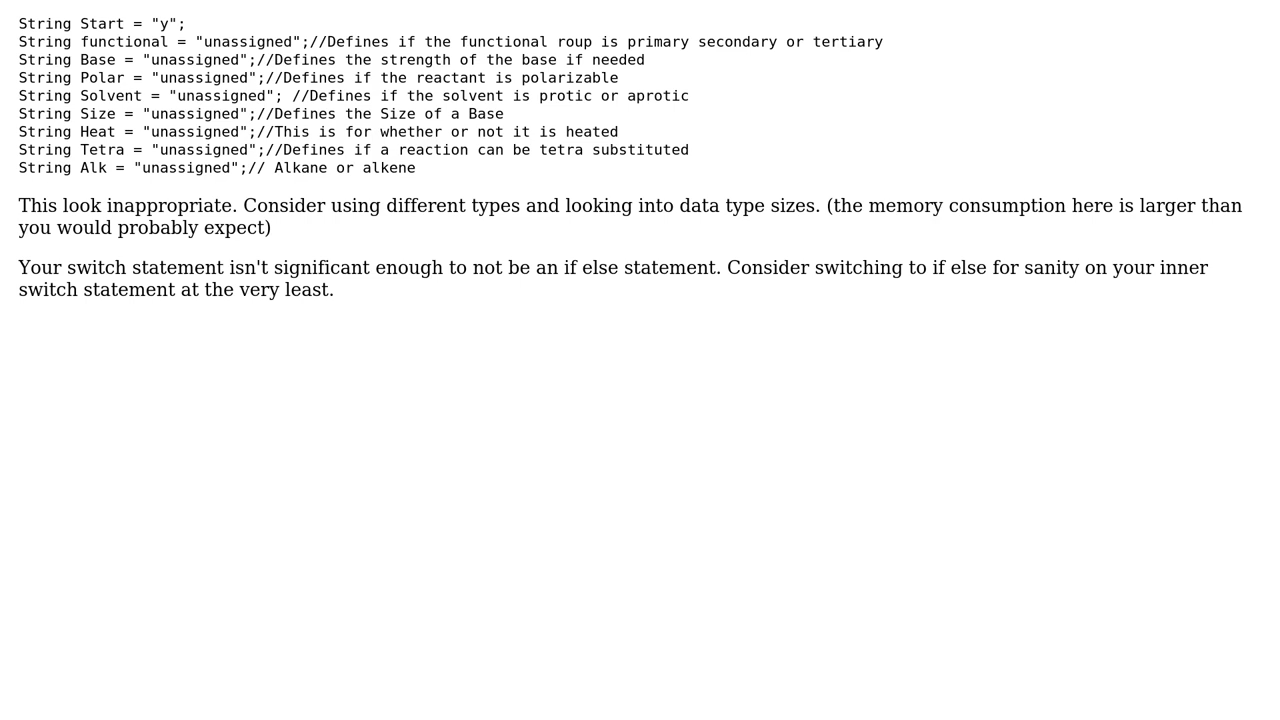 String Start = "y";
String functional = "unassigned";//Defines if the functional roup is primary secondary or tertiary
String Base = "unassigned";//Defines the strength of the base if needed
String Polar = "unassigned";//Defines if the reactant is polarizable
String Solvent = "unassigned"; //Defines if the solvent is protic or aprotic
String Size = "unassigned";//Defines the Size of a Base
String Heat = "unassigned";//This is for whether or not it is heated
String Tetra = "unassigned";//Defines if a reaction can be tetra substituted
String Alk = "unassigned";// Alkane or alkene
This look inappropriate. Consider using different types and looking into data type sizes. (the memory consumption here is larger than
you would probably expect)
Your switch statement isn't significant enough to not be an if else statement. Consider switching to if else for sanity on your inner
switch statement at the very least.